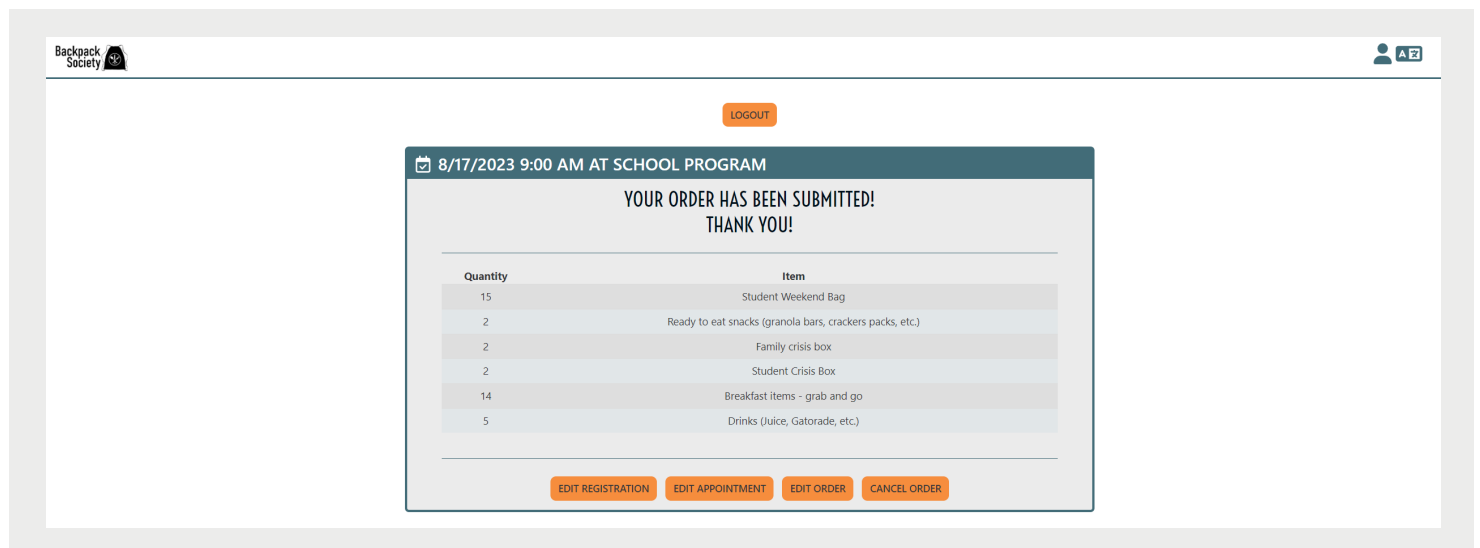 Backpack
Society
A 文
LOGOUT
8/17/2023 9:00 AM AT SCHOOL PROGRAM
YOUR ORDER HAS BEEN SUBMITTED!
THANK YOU!
Quantity Item
15 Student Weekend Bag
2 Ready to eat snacks (granola bars, crackers packs, etc.)
2 Family crisis box
2 Student Crisis Box
14 Breakfast items - grab and go
5 Drinks (Juice, Gatorade, etc.)
EDIT REGISTRATION EDIT APPOINTMENT EDIT ORDER CANCEL ORDER